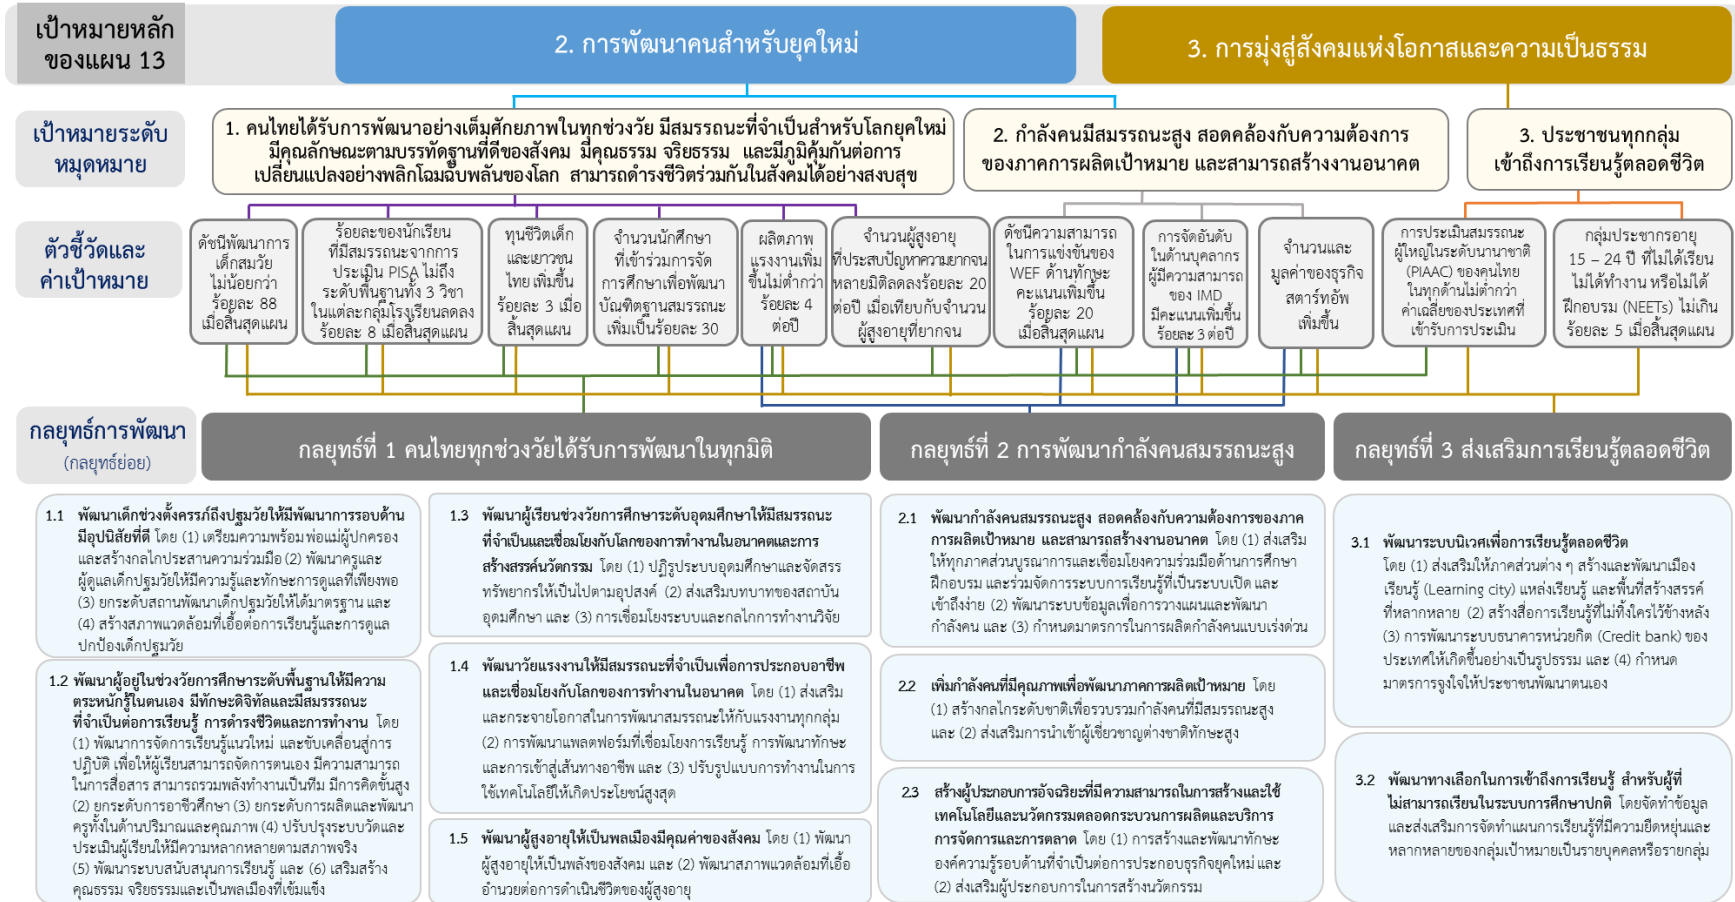 เป้าหมายหลัก
ของแผน 13
2. การพัฒนาคนสำหรับยุคใหม่
3. การมุ่งสู่สังคมแห่งโอกาสและความเป็นธรรม
เป้าหมายระดับ
หมุดหมาย
1. คนไทยได้รับการพัฒนาอย่างเต็มศักยภาพในทุกช่วงวัย มีสมรรถนะที่จำเป็นสำหรับโลกยุคใหม่
มีคุณลักษณะตามบรรทัดฐานที่ดีของสังคม มีคุณธรรม จริยธรรม และมีภูมิคุ้มกันต่อการ
เปลี่ยนแปลงอย่างพลิกโฉมฉับพลันของโลก สามารถดำรงชีวิตร่วมกันในสังคมได้อย่างสงบสุข
2. กำลังคนมีสมรรถนะสูง สอดคล้องกับความต้องการ
ของภาคการผลิตเป้าหมาย และสามารถสร้างงานอนาคต
3. ประชาชนทุกกลุ่ม
เข้าถึงการเรียนรู้ตลอดชีวิต
ตัวชี้วัดและ
ค่าเป้าหมาย
ดัชนีพัฒนาการ
เด็กสมวัย
ไม่น้อยกว่า
ร้อยละ 88
เมื่อสิ้นสุดแผน
ร้อยละของนักเรียน
ที่มีสมรรถนะจากการ
ประเมิน PISA ไม่ถึง
ระดับพื้นฐานทั้ง 3 วิชา
ในแต่ละกลุ่มโรงเรียนลดลง
ร้อยละ 8 เมื่อสิ้นสุดแผน
ทุนชีวิตเด็ก
และเยาวชน
ไทย เพิ่มขึ้น
ร้อยละ 3 เมื่อ
สิ้นสุดแผน
จำนวนนักศึกษา
ที่เข้าร่วมการจัด
การศึกษาเพื่อพัฒนา
บัณฑิตฐานสมรรถนะ
เพิ่มเป็นร้อยละ 30
ผลิตภาพ
แรงงานเพิ่ม
ขึ้นไม่ต่ำกว่า
ร้อยละ 4
ต่อปี
จำนวนผู้สูงอายุ
ที่ประสบปัญหาความยากจน
หลายมิติลดลงร้อยละ 20
ต่อปี เมื่อเทียบกับจำนวน
ผู้สูงอายุที่ยากจน
ดัชนีความสามารถ
ในการแข่งขันของ
WEF ด้านทักษะ
คะแนนเพิ่มขึ้น
ร้อยละ 20
เมื่อสิ้นสุดแผน
การจัดอันดับ
ในด้านบุคลากร
ผู้มีความสามารถ
ของ IMD
มีคะแนนเพิ่มขึ้น
ร้อยละ 3 ต่อปี
จำนวนและ
มูลค่าของธุรกิจ
สตาร์ทอัพ
เพิ่มขึ้น
การประเมินสมรรถนะ
ผู้ใหญ่ในระดับนานาชาติ
(PIAAC) ของคนไทย
ในทุกด้านไม่ต่ำกว่า
ค่าเฉลี่ยของประเทศที่
เข้ารับการประเมิน
กลุ่มประชากรอายุ
15 – 24 ปี ที่ไม่ได้เรียน
ไม่ได้ทำงาน หรือไม่ได้
ฝึกอบรม (NEETs) ไม่เกิน
ร้อยละ 5 เมื่อสิ้นสุดแผน
กลยุทธ์การพัฒนา
(กลยุทธ์ย่อย)
กลยุทธ์ที่ 1 คนไทยทุกช่วงวัยได้รับการพัฒนาในทุกมิติ
กลยุทธ์ที่ 2 การพัฒนากำลังคนสมรรถนะสูง
กลยุทธ์ที่ 3 ส่งเสริมการเรียนรู้ตลอดชีวิต
1.1 พัฒนาเด็กช่วงตั้งครรภ์ถึงปฐมวัยให้มีพัฒนาการรอบด้าน
มีอุปนิสัยที่ดี โดย (1) เตรียมความพร้อมพ่อแม่ผู้ปกครอง
และสร้างกลไกประสานความร่วมมือ (2) พัฒนาครูและ
ผู้ดูแลเด็กปฐมวัยให้มีความรู้และทักษะการดูแลที่เพียงพอ
(3) ยกระดับสถานพัฒนาเด็กปฐมวัยให้ได้มาตรฐาน และ
(4) สร้างสภาพแวดล้อมที่เอื้อต่อการเรียนรู้และการดูแล
ปกป้องเด็กปฐมวัย
1.2 พัฒนาผู้อยู่ในช่วงวัยการศึกษาระดับพื้นฐานให้มีความ
ตระหนักรู้ในตนเอง มีทักษะดิจิทัลและมีสมรรรถนะ
ที่จำเป็นต่อการเรียนรู้ การดำรงชีวิตและการทำงาน โดย
(1) พัฒนาการจัดการเรียนรู้แนวใหม่ และขับเคลื่อนสู่การ
ปฏิบัติ เพื่อให้ผู้เรียนสามารถจัดการตนเอง มีความสามารถ
ในการสื่อสาร สามารถรวมพลังทำงานเป็นทีม มีการคิดขั้นสูง
(2) ยกระดับการอาชีวศึกษา (3) ยกระดับการผลิตและพัฒนา
ครูทั้งในด้านปริมาณและคุณภาพ (4) ปรับปรุงระบบวัดและ
ประเมินผู้เรียนให้มีความหลากหลายตามสภาพจริง
(5) พัฒนาระบบสนับสนุนการเรียนรู้ และ (6) เสริมสร้าง
คุณธรรม จริยธรรมและเป็นพลเมืองที่เข้มแข็ง
1.3 พัฒนาผู้เรียนช่วงวัยการศึกษาระดับอุดมศึกษาให้มีสมรรถนะ
ที่จำเป็นและเชื่อมโยงกับโลกของการทำงานในอนาคตและการ
สร้างสรรค์นวัตกรรม โดย (1) ปฏิรูประบบอุดมศึกษาและจัดสรร
ทรัพยากรให้เป็นไปตามอุปสงค์ (2) ส่งเสริมบทบาทของสถาบัน
อุดมศึกษา และ (3) การเชื่อมโยงระบบและกลไกการทำงานวิจัย
1.4 พัฒนาวัยแรงงานให้มีสมรรถนะที่จำเป็นเพื่อการประกอบอาชีพ
และเชื่อมโยงกับโลกของการทำงานในอนาคต โดย (1) ส่งเสริม
และกระจายโอกาสในการพัฒนาสมรรถนะให้กับแรงงานทุกกลุ่ม
(2) การพัฒนาแพลตฟอร์มที่เชื่อมโยงการเรียนรู้ การพัฒนาทักษะ
และการเข้าสู่เส้นทางอาชีพ และ (3) ปรับรูปแบบการทำงานในการ
ใช้เทคโนโลยีให้เกิดประโยชน์สูงสุด
1.5 พัฒนาผู้สูงอายุให้เป็นพลเมืองมีคุณค่าของสังคม โดย (1) พัฒนา
ผู้สูงอายุให้เป็นพลังของสังคม และ (2) พัฒนาสภาพแวดล้อมที่เอื้อ
อำนวยต่อการดำเนินชีวิตของผู้สูงอายุ
2.1 พัฒนากำลังคนสมรรถนะสูง สอดคล้องกับความต้องการของภาค
การผลิตเป้าหมาย และสามารถสร้างงานอนาคต โดย (1) ส่งเสริม
ให้ทุกภาคส่วนบูรณาการและเชื่อมโยงความร่วมมือด้านการศึกษา
ฝึกอบรม และร่วมจัดการระบบการเรียนรู้ที่เป็นระบบเปิด และ
เข้าถึงง่าย (2) พัฒนาระบบข้อมูลเพื่อการวางแผนและพัฒนา
กำลังคน และ (3) กำหนดมาตรการในการผลิตกำลังคนแบบเร่งด่วน
2.2 เพิ่มกำลังคนที่มีคุณภาพเพื่อพัฒนาภาคการผลิตเป้าหมาย โดย
(1) สร้างกลไกระดับชาติเพื่อรวบรวมกำลังคนที่มีสมรรถนะสูง
และ (2) ส่งเสริมการนำเข้าผู้เชี่ยวชาญต่างชาติทักษะสูง
2.3 สร้างผู้ประกอบการอัจฉริยะที่มีความสามารถในการสร้างและใช้
เทคโนโลยีและนวัตกรรมตลอดกระบวนการผลิตและบริการ
การจัดการและการตลาด โดย (1) การสร้างและพัฒนาทักษะ
องค์ความรู้รอบด้านที่จำเป็นต่อการประกอบธุรกิจยุคใหม่ และ
(2) ส่งเสริมผู้ประกอบการในการสร้างนวัตกรรม
3.1 พัฒนาระบบนิเวศเพื่อการเรียนรู้ตลอดชีวิต
โดย (1) ส่งเสริมให้ภาคส่วนต่าง ๆ สร้างและพัฒนาเมือง
เรียนรู้ (Learning city) แหล่งเรียนรู้ และพื้นที่สร้างสรรค์
ที่หลากหลาย (2) สร้างสื่อการเรียนรู้ที่ไม่ทิ้งใครไว้ข้างหลัง
(3) การพัฒนาระบบธนาคารหน่วยกิต (Credit bank) ของ
ประเทศให้เกิดขึ้นอย่างเป็นรูปธรรม และ (4) กำหนด
มาตรการจูงใจให้ประชาชนพัฒนาตนเอง
3.2 พัฒนาทางเลือกในการเข้าถึงการเรียนรู้ สำหรับผู้ที่
ไม่สามารถเรียนในระบบการศึกษาปกติ โดยจัดทำข้อมูล
และส่งเสริมการจัดทำแผนการเรียนรู้ที่มีความยืดหยุ่นและ
หลากหลายของกลุ่มเป้าหมายเป็นรายบุคคลหรือรายกลุ่ม